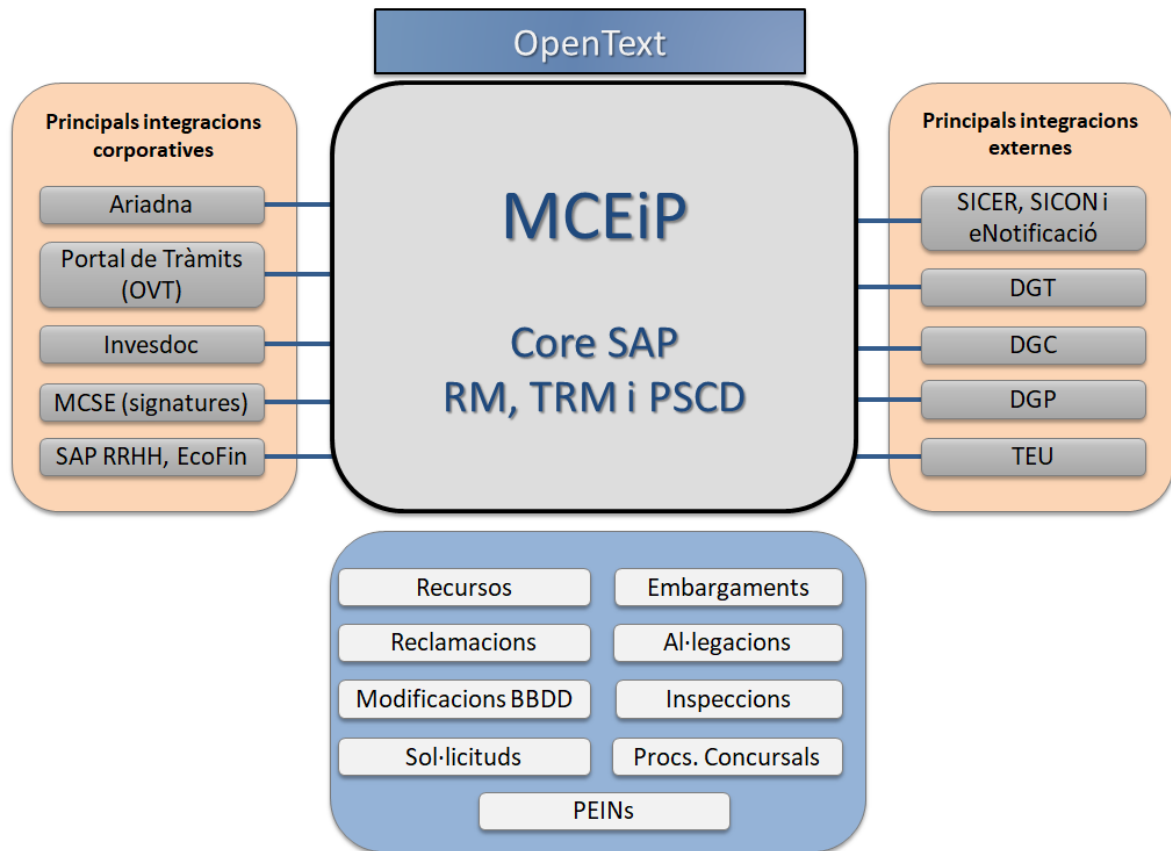 OpenText
Principals integracions
corporatives
Ariadna
Portal de Tràmits
(OVT)
Invesdoc
MCSE (signatures)
SAP RRHH, EcoFin
MCEiP
Core SAP
RM, TRM i PSCD
Principals integracions
externes
SICER, SICON i
eNotificació
DGT
DGC
DGP
TEU
Recursos
Embargaments
Reclamacions
Al·legacions
Modificacions BBDD
Inspeccions
Sol·licituds
Procs. Concursals
PEINs